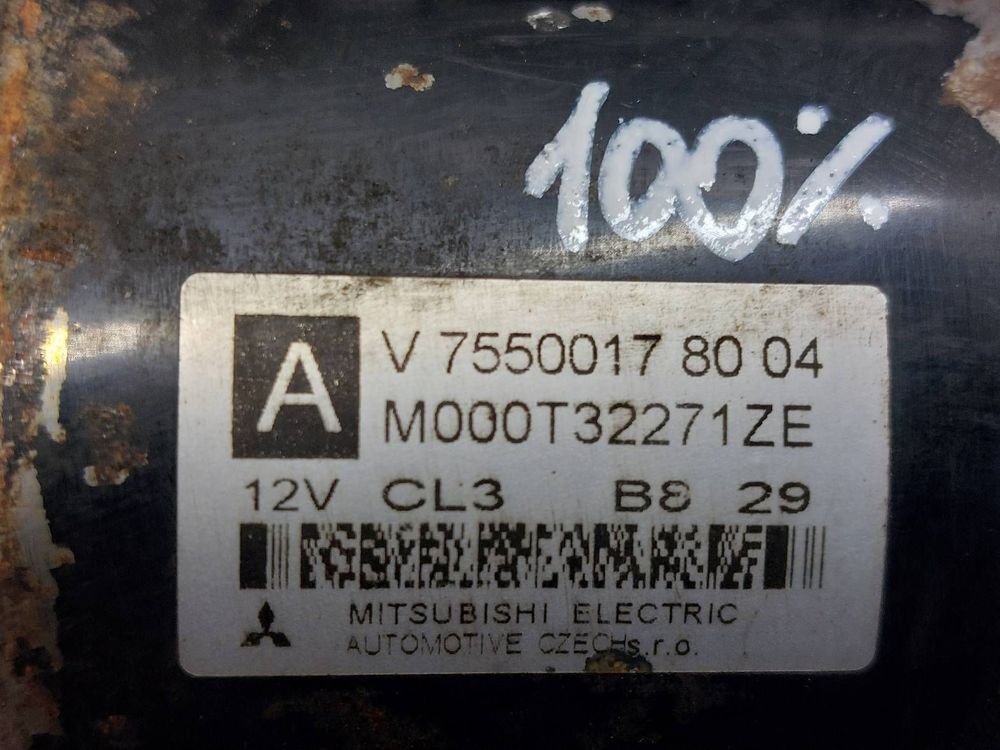 100%
A
V 7550017 80 04
M000T32271ZE
12V CL3 B8 29
MITSUBISHI ELECTRIC
AUTOMOTIVE CZECH s.r.o.